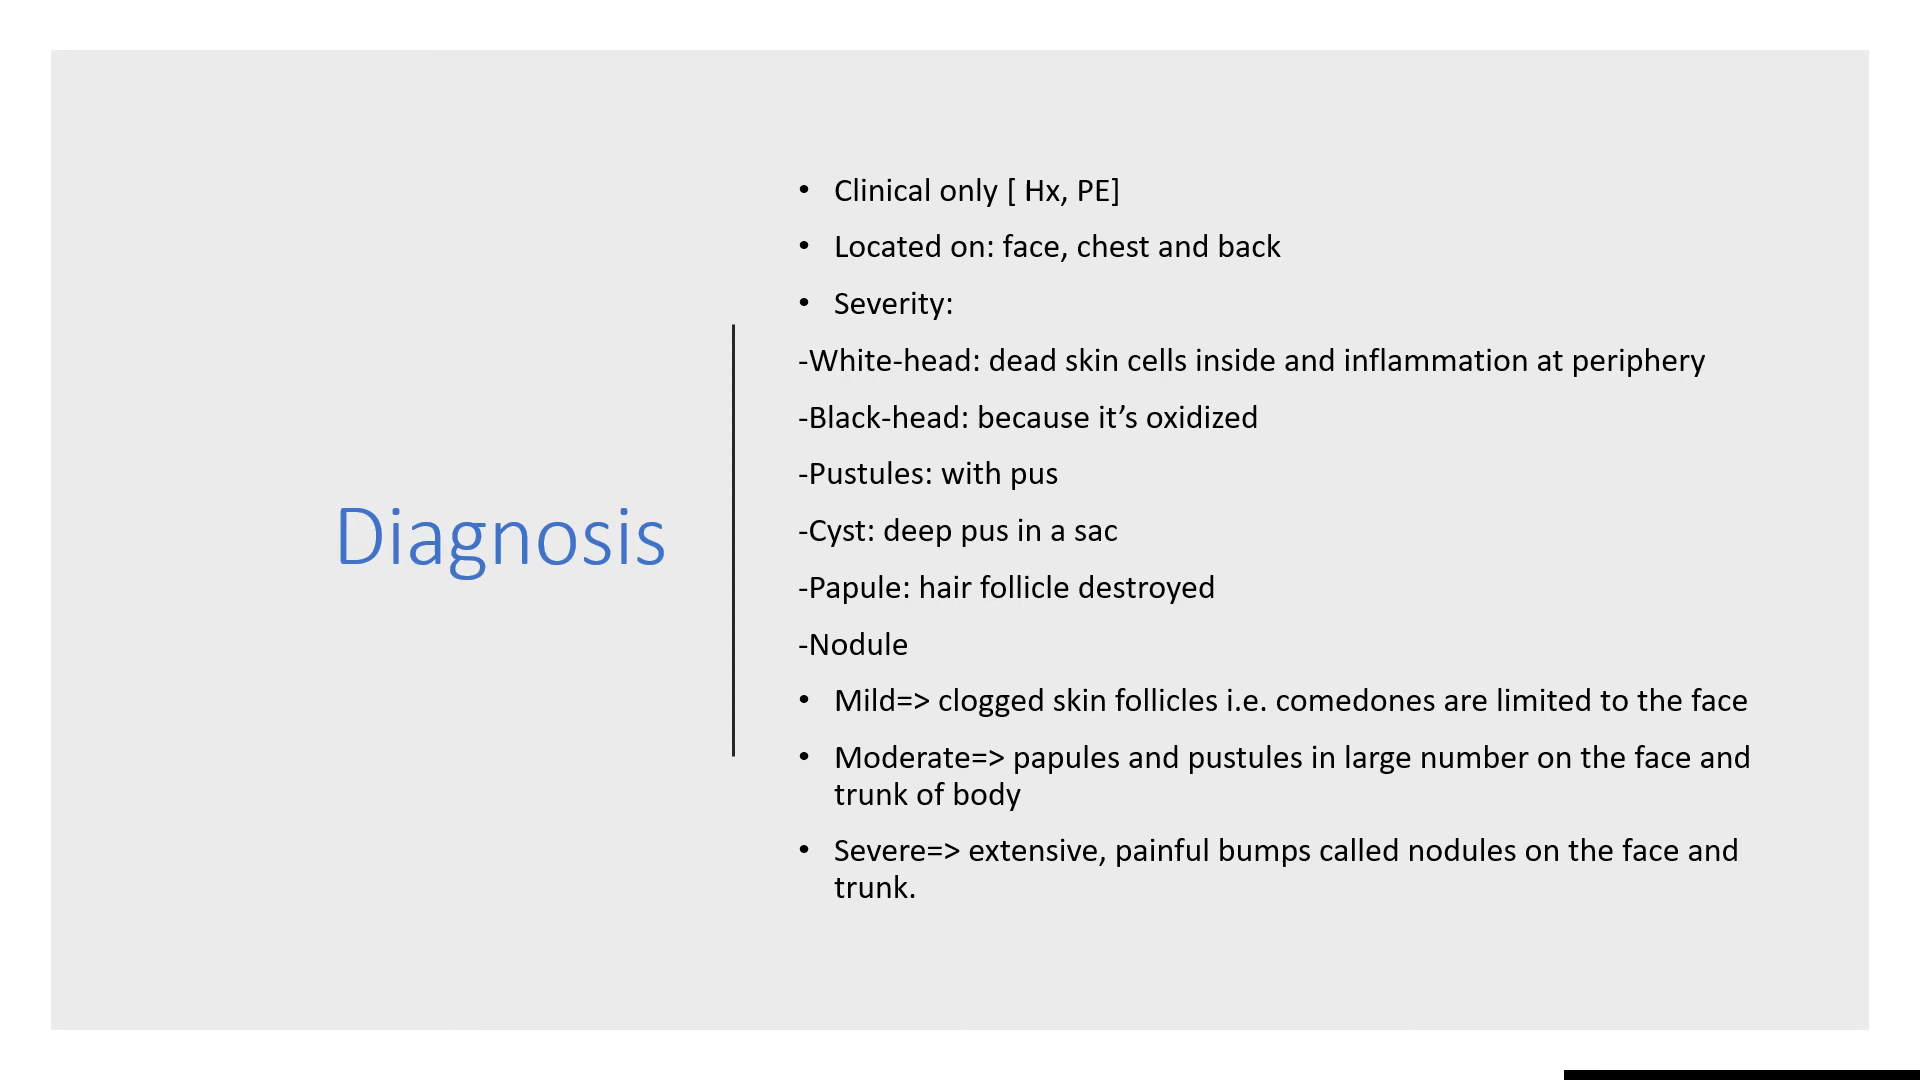 Diagnosis
• Clinical only [ Hx, PE]
• Located on: face, chest and back
• Severity:
-White-head: dead skin cells inside and inflammation at periphery
-Black-head: because it’s oxidized
-Pustules: with pus
-Cyst: deep pus in a sac
-Papule: hair follicle destroyed
-Nodule
• Mild=> clogged skin follicles i.e. comedones are limited to the face
• Moderate=> papules and pustules in large number on the face and
trunk of body
• Severe=> extensive, painful bumps called nodules on the face and
trunk.